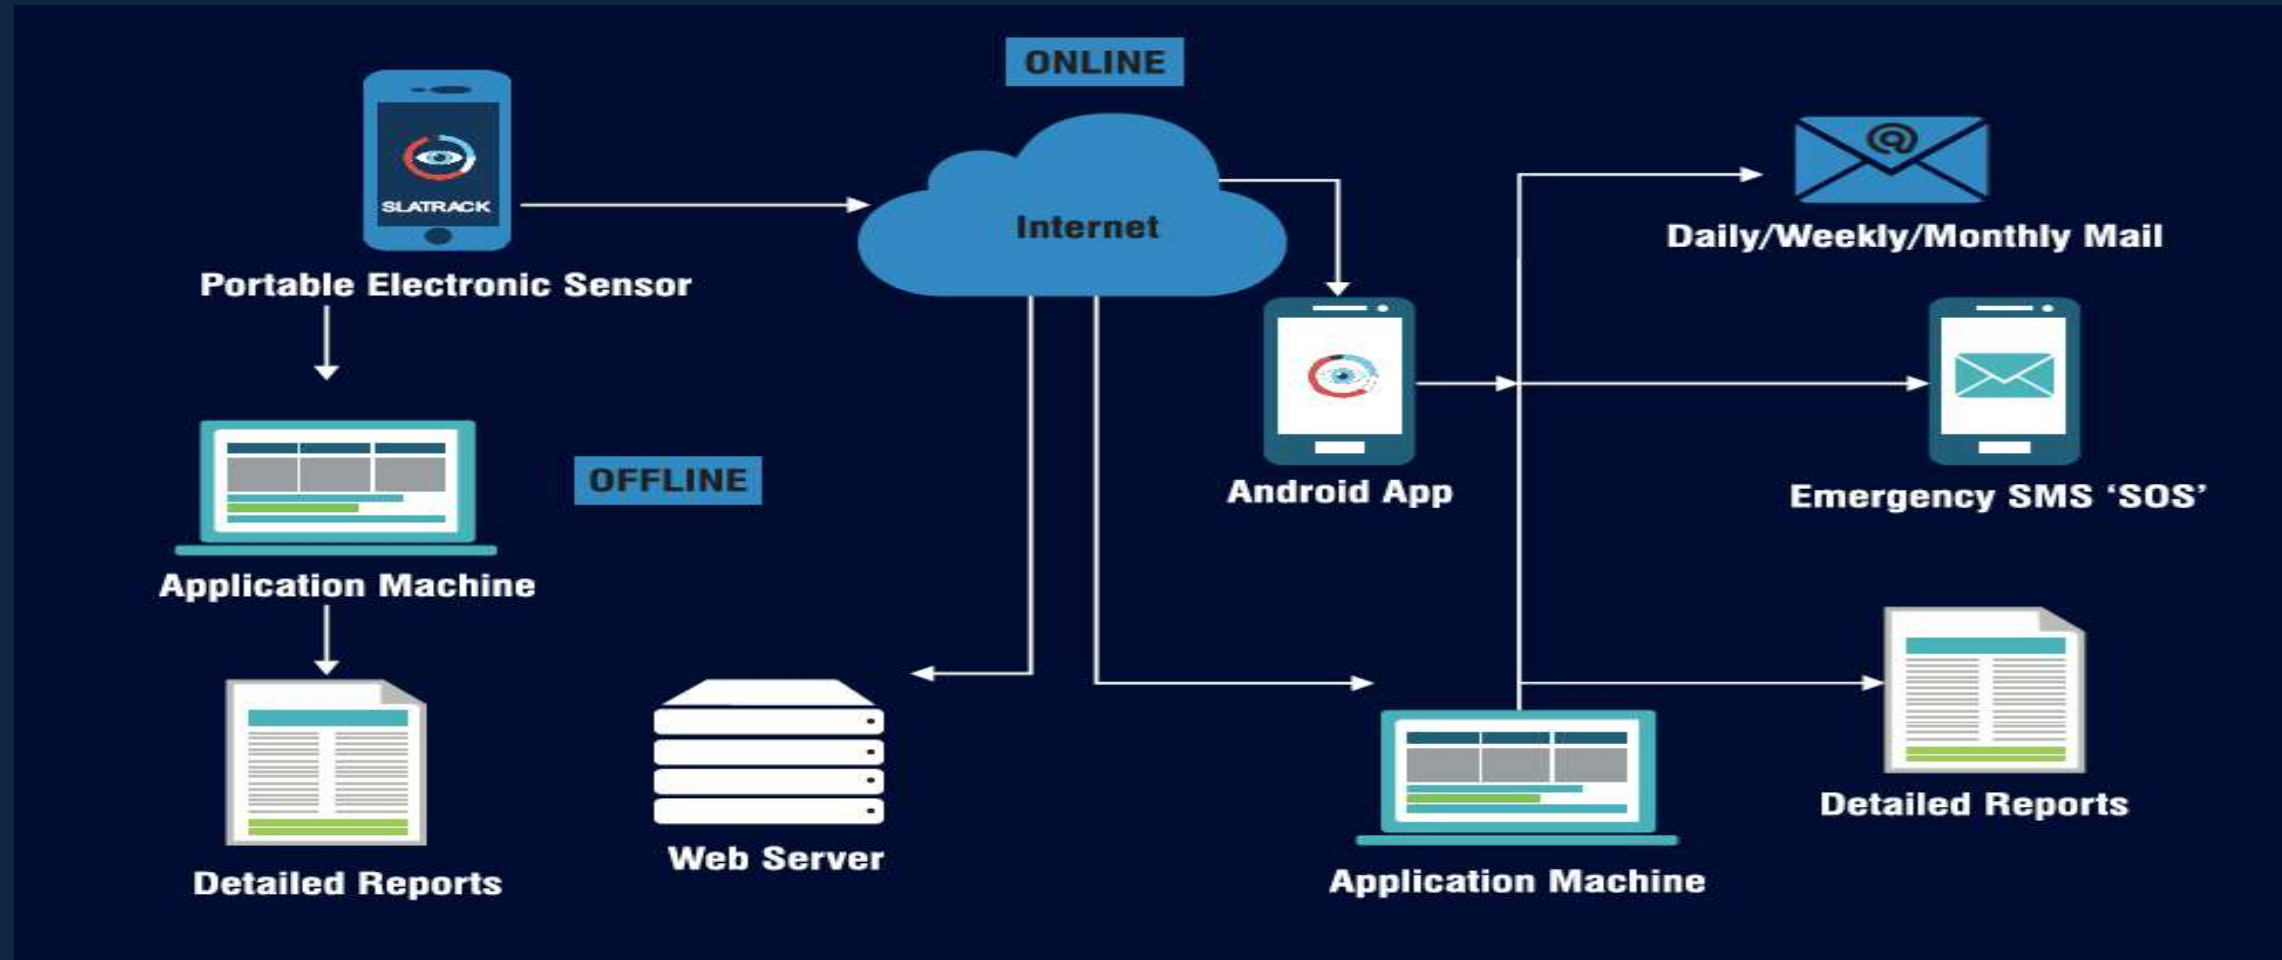 ONLINE
@
SLATRACK
Internet
Daily/Weekly/Monthly Mail
Portable Electronic Sensor
OFFLINE
Android App
Emergency SMS ‘SOS’
Application Machine
Detailed Reports
Web Server
Application Machine
Detailed Reports